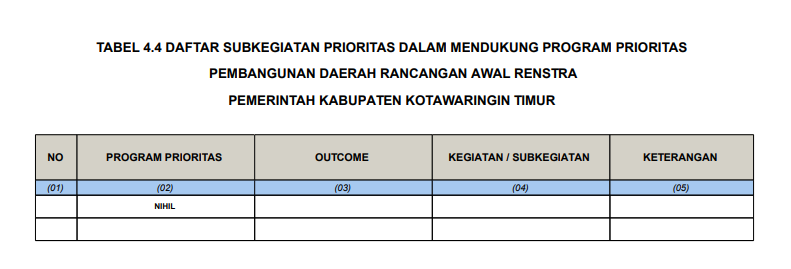 TABEL 4.4 DAFTAR SUBKEGIATAN PRIORITAS DALAM MENDUKUNG PROGRAM PRIORITAS
PEMBANGUNAN DAERAH RANCANGAN AWAL RENSTRA
PEMERINTAH KABUPATEN KOTAWARINGIN TIMUR
NO PROGRAM PRIORITAS OUTCOME KEGIATAN / SUBKEGIATAN KETERANGAN
(01) (02) (03) (04) (05)
NIHIL